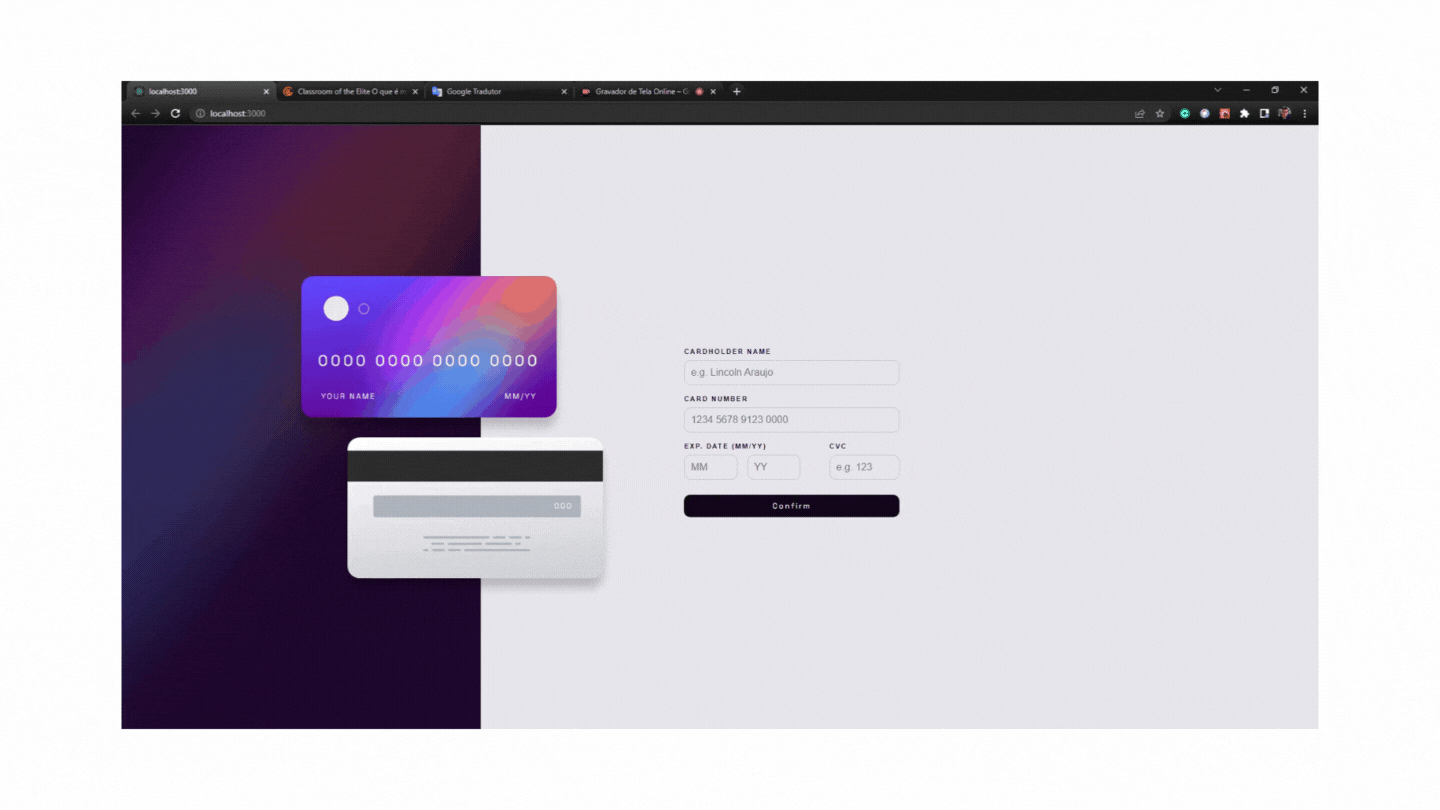 localhost:3000
Classroom of the Elite O que é
Google Tradutor
Gravador de Tela Online –
localhost:3000
0000 0000 0000 0000
YOUR NAME
MM/YY
000
CARDHOLDER NAME
e.g. Lincoln Araujo
CARD NUMBER
1234 5678 9123 0000
EXP. DATE (MM/YY)
CVC
MM
YY
e.g. 123
Confirm